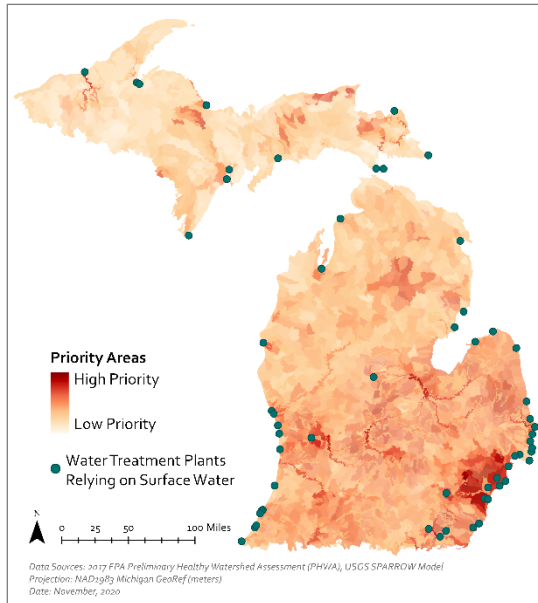 Priority Areas
High Priority
Low Priority
Water Treatment Plants
Relying on Surface Water
N
0 25 50 100 Miles
Data Sources: 2017 EPA Preliminary Healthy Watershed Assessment (PHWA), USGS SPARROW Model
Projection: NAD1983 Michigan GeoRef (meters)
Date: November, 2020